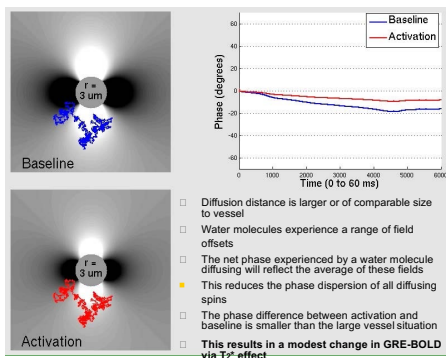 r =
3 um
Baseline
r =
3 um
Activation
Baseline
Activation
Phase (degrees)
60
40
20
0
-20
-40
-60
0
1000
2000
3000
4000
5000
6000
Time (0 to 60 ms)
Diffusion distance is larger or of comparable size
to vessel
Water molecules experience a range of field
offsets
The net phase experienced by a water molecule
diffusing will reflect the average of these fields
This reduces the phase dispersion of all diffusing
spins
The phase difference between activation and
baseline is smaller than the large vessel situation
This results in a modest change in GRE-BOLD
via T2* effect